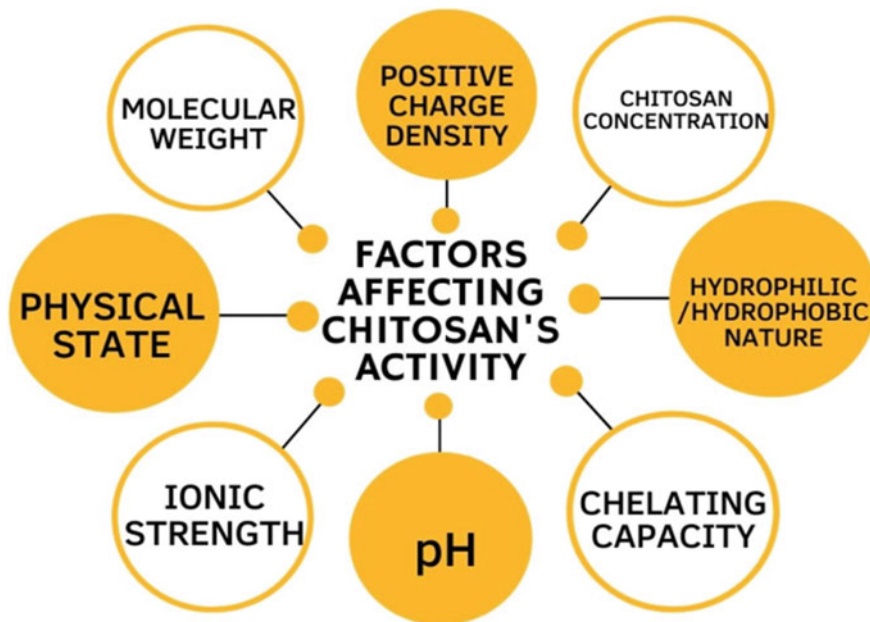 MOLECULAR
WEIGHT
POSITIVE
CHARGE
DENSITY
CHITOSAN
CONCENTRATION
PHYSICAL
STATE
FACTORS
AFFECTING
CHITOSAN'S
ACTIVITY
HYDROPHILIC
/HYDROPHOBIC
NATURE
IONIC
STRENGTH
pH
CHELATING
CAPACITY